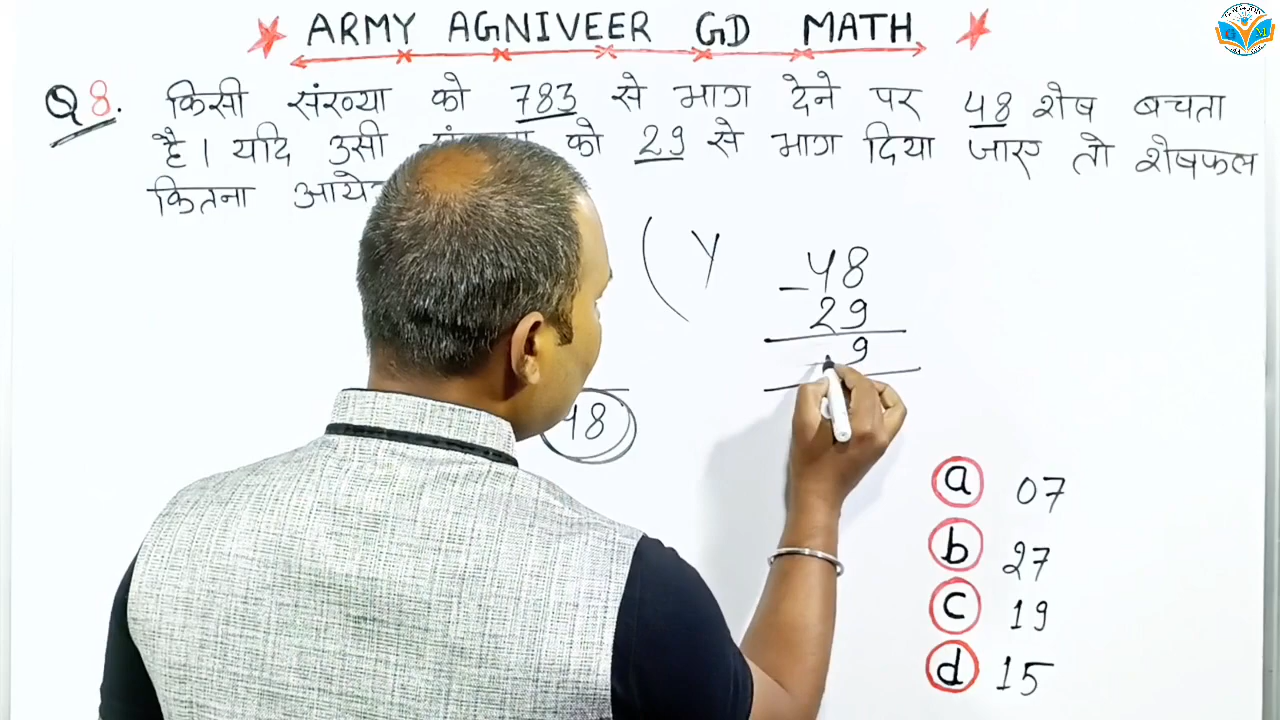 ARMY AGNIVEER GD MATH
Q 8. किसी संख्या को 783 से भाग देने पर 48 शेष बचता
है। यदि उसी को 29 से भाग दिया जाए तो शेषफल
कितना
( y
- 48
29
9
48
a 07
b 27
c 19
d 15